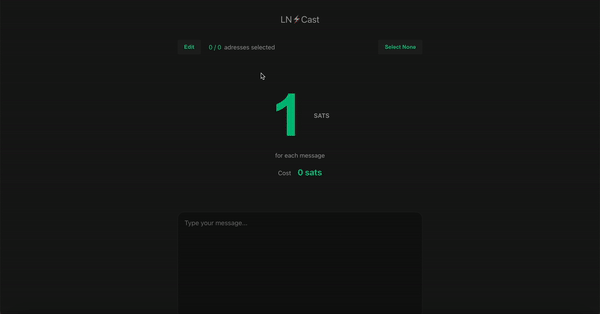 LN⚡Cast
Edit 0 / 0 adresses selected Select None
1 SATS
for each message
Cost 0 sats
Type your message...